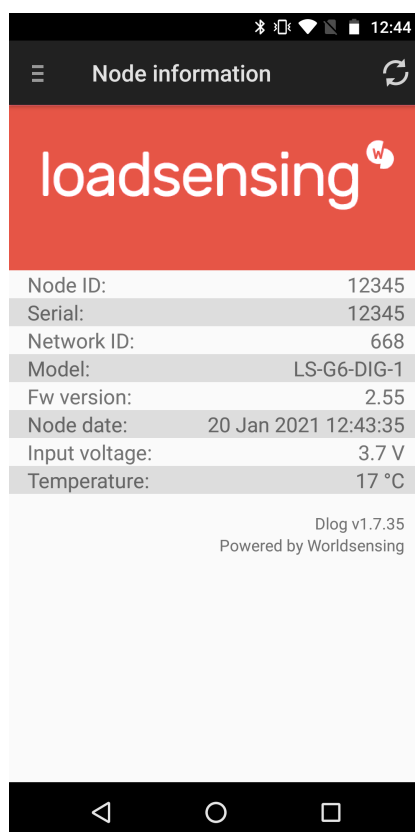 12:44
Node information
loadsensing W
Node ID: 12345
Serial: 12345
Network ID: 668
Model: LS-G6-DIG-1
Fw version: 2.55
Node date: 20 Jan 2021 12:43:35
Input voltage: 3.7 V
Temperature: 17 °C
Dlog v1.7.35
Powered by Worldsensing